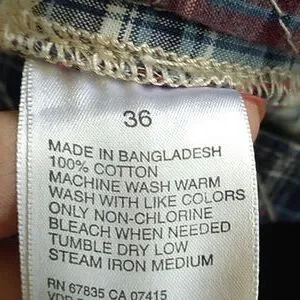 36
MADE IN BANGLADESH
100% COTTON
MACHINE WASH WARM
WASH WITH LIKE COLORS
ONLY NON-CHLORINE
BLEACH WHEN NEEDED
TUMBLE DRY LOW
STEAM IRON MEDIUM
RN 67835 CA 07415